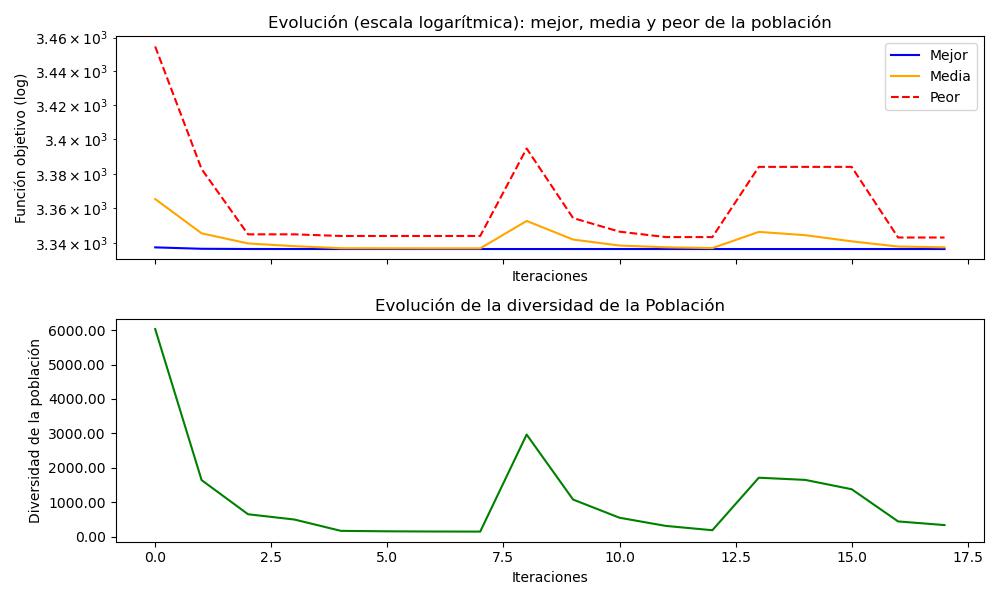 Evolución (escala logarítmica): mejor, media y peor de la población
3.46 × 10³
3.44 × 10³
3.42 × 10³
3.4 × 10³
3.38 × 10³
3.36 × 10³
3.34 × 10³
Función objetivo (log)
Mejor
Media
Peor
Iteraciones
Evolución de la diversidad de la Población
6000.00
5000.00
4000.00
3000.00
2000.00
1000.00
0.00
Diversidad de la población
0.0 2.5 5.0 7.5 10.0 12.5 15.0 17.5
Iteraciones